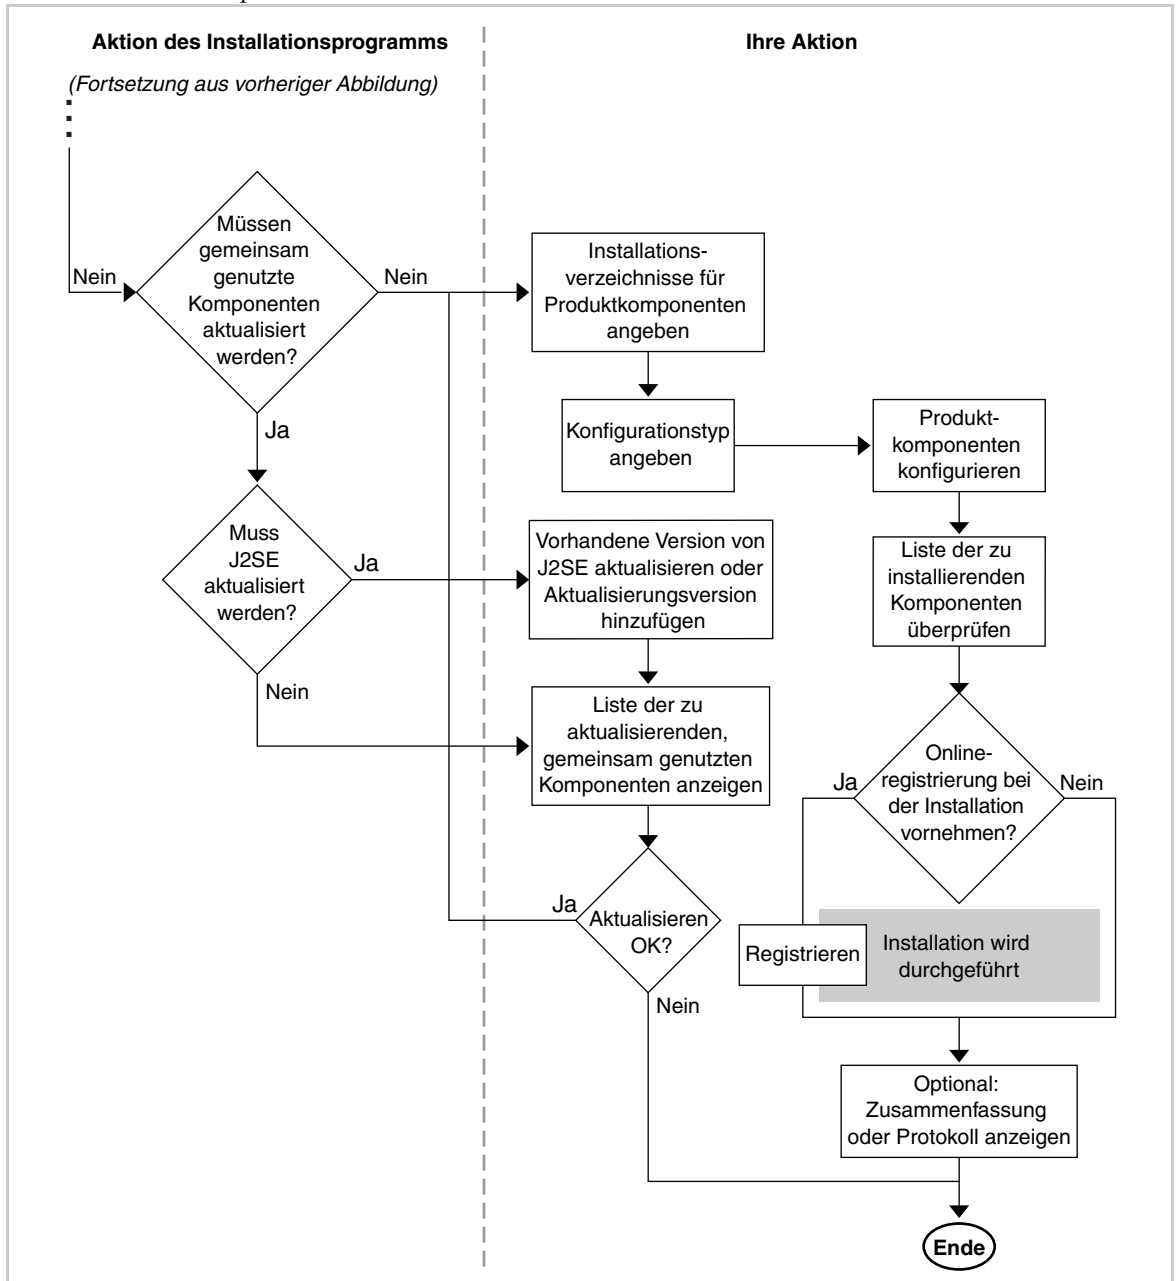 Aktion des Installationsprogramms
Ihre Aktion
(Fortsetzung aus vorheriger Abbildung)
Nein
Müssen
gemeinsam
genutzte
Komponenten
aktualisiert
werden?
Nein
Ja
Installations-
verzeichnisse für
Produktkomponenten
angeben
Konfigurationstyp
angeben
Produkt-
komponenten
konfigurieren
Muss
J2SE
aktualisiert
werden?
Ja
Nein
Vorhandene Version von
J2SE aktualisieren oder
Aktualisierungsversion
hinzufügen
Liste der zu
installierenden
Komponenten
überprüfen
Liste der zu
aktualisierenden,
gemeinsam genutzten
Komponenten anzeigen
Online-
registrierung bei
der Installation
vornehmen?
Ja
Nein
Ja
Aktualisieren
OK?
Nein
Registrieren
Installation wird
durchgeführt
Optional:
Zusammenfassung
oder Protokoll anzeigen
Ende